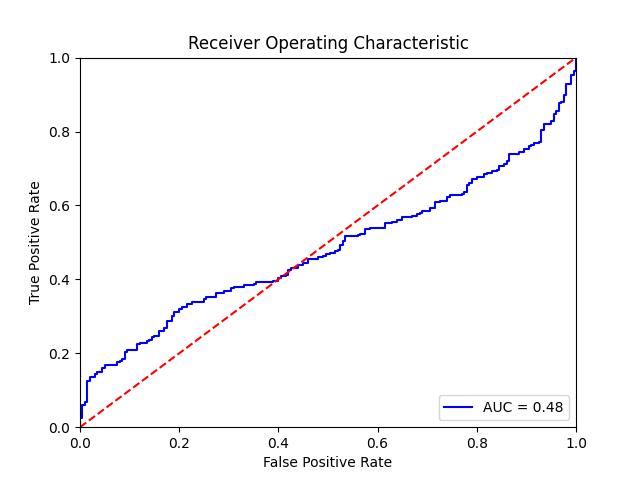 Receiver Operating Characteristic
1.0
0.8
0.6
0.4
0.2
0.0
True Positive Rate
AUC = 0.48
0.0 0.2 0.4 0.6 0.8 1.0
False Positive Rate